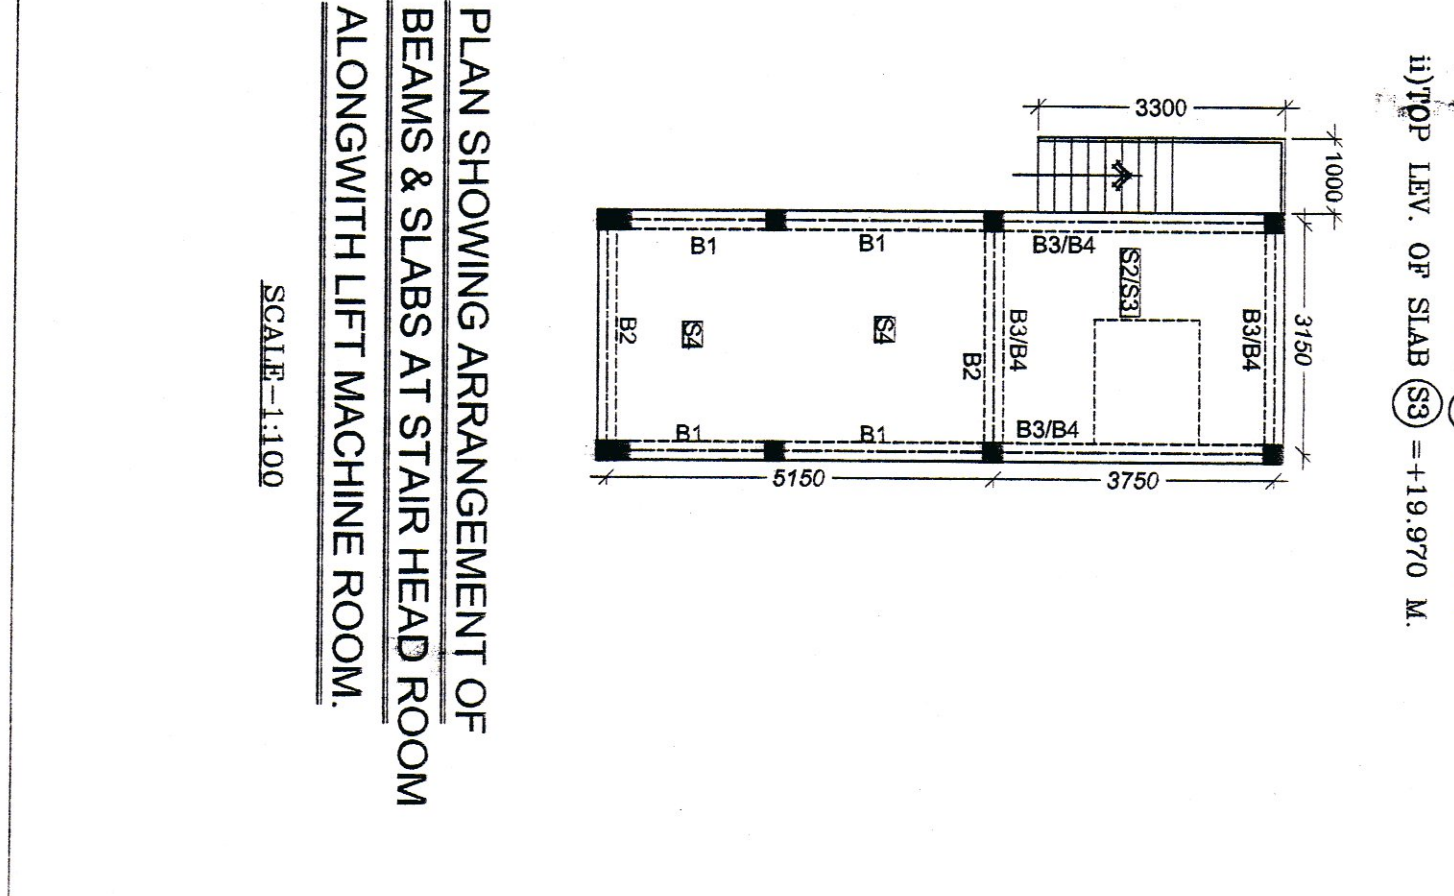 ii)TOP LEV. OF SLAB S3 =+19.970 M.
3300
1000
B1
B1
B3/B4
S2/S3
B2
S4
S4
B2
B3/B4
B3/B4
3150
B1
B1
B3/B4
5150
3750
PLAN SHOWING ARRANGEMENT OF
BEAMS & SLABS AT STAIR HEAD ROOM
ALONGWITH LIFT MACHINE ROOM.
SCALE-1:100